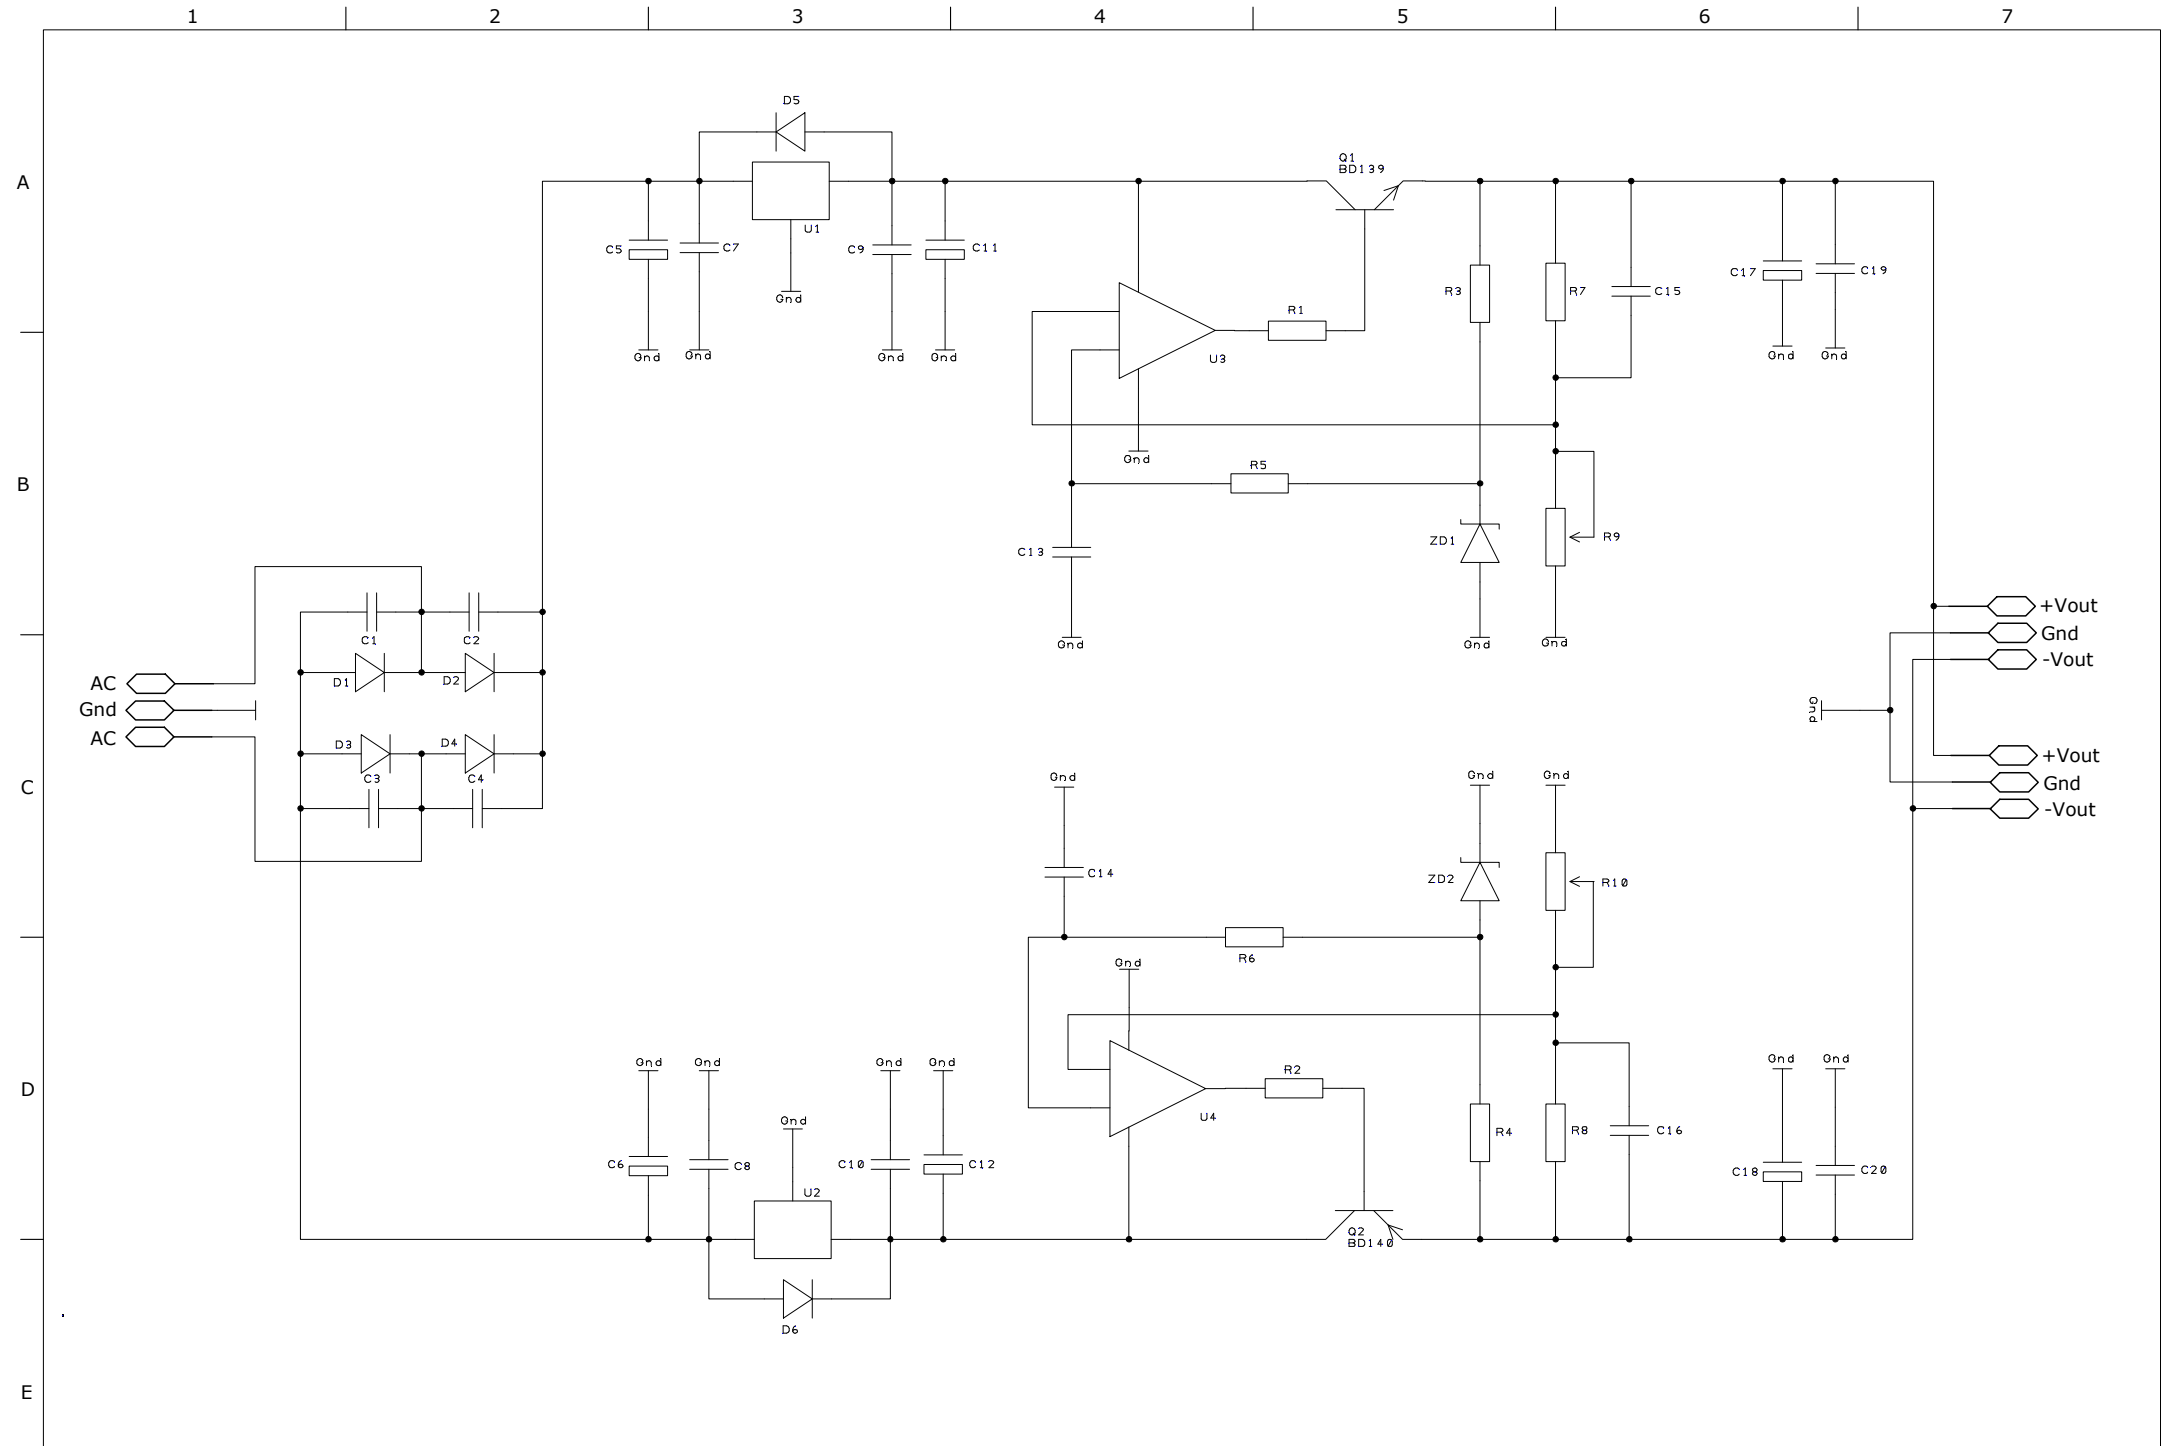 1 2 3 4 5 6 7
D5
Q1
BD139
A
U1
C5 C7 C9 C11
C17 C19
R3 R7 C15
Gnd
R1
U3
Gnd Gnd Gnd Gnd
Gnd Gnd
Gnd
R5
B
ZD1
R9
C13
+Vout
C1 C2
Gnd
Gnd Gnd Gnd
-Vout
AC
D1 D2
Gnd
Gnd
AC
D3 D4
+Vout
C3 C4
Gnd Gnd Gnd
C
Gnd
-Vout
C14
ZD2
R10
R6
Gnd
Gnd Gnd Gnd Gnd
Gnd Gnd
R2
D
U4
Gnd
R4 R8 C16
C6 C8 C10 C12
C18 C20
U2
Q2
BD140
D6
E